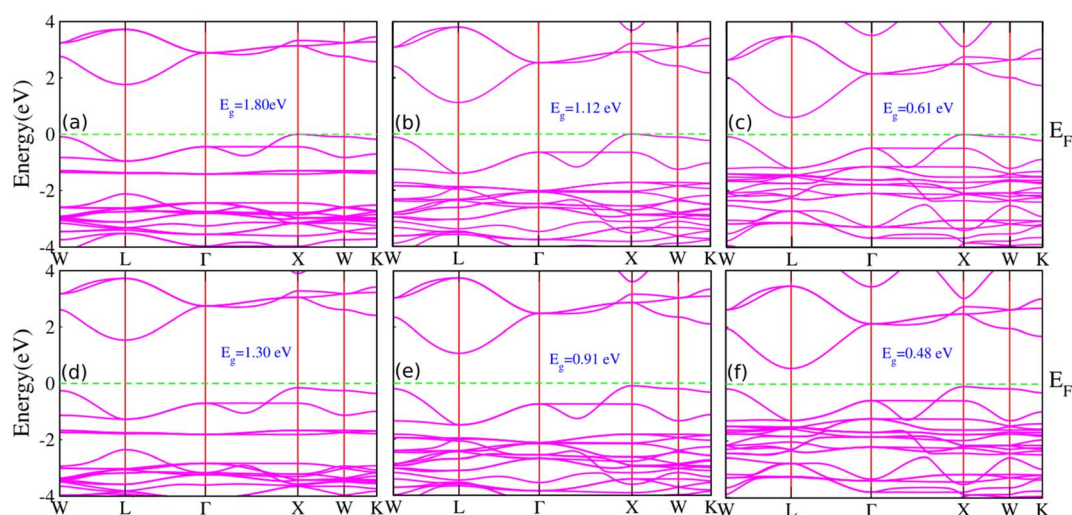 4
2
0
-2
-4
Energy(eV)
(a)
E_g=1.80eV
W L Γ X W K
(b)
E_g=1.12 eV
W L Γ X W K
(c)
E_g=0.61 eV
E_F
W L Γ X W K
4
2
0
-2
-4
Energy(eV)
(d)
E_g=1.30 eV
W L Γ X W K
(e)
E_g=0.91 eV
W L Γ X W K
(f)
E_g=0.48 eV
E_F
W L Γ X W K